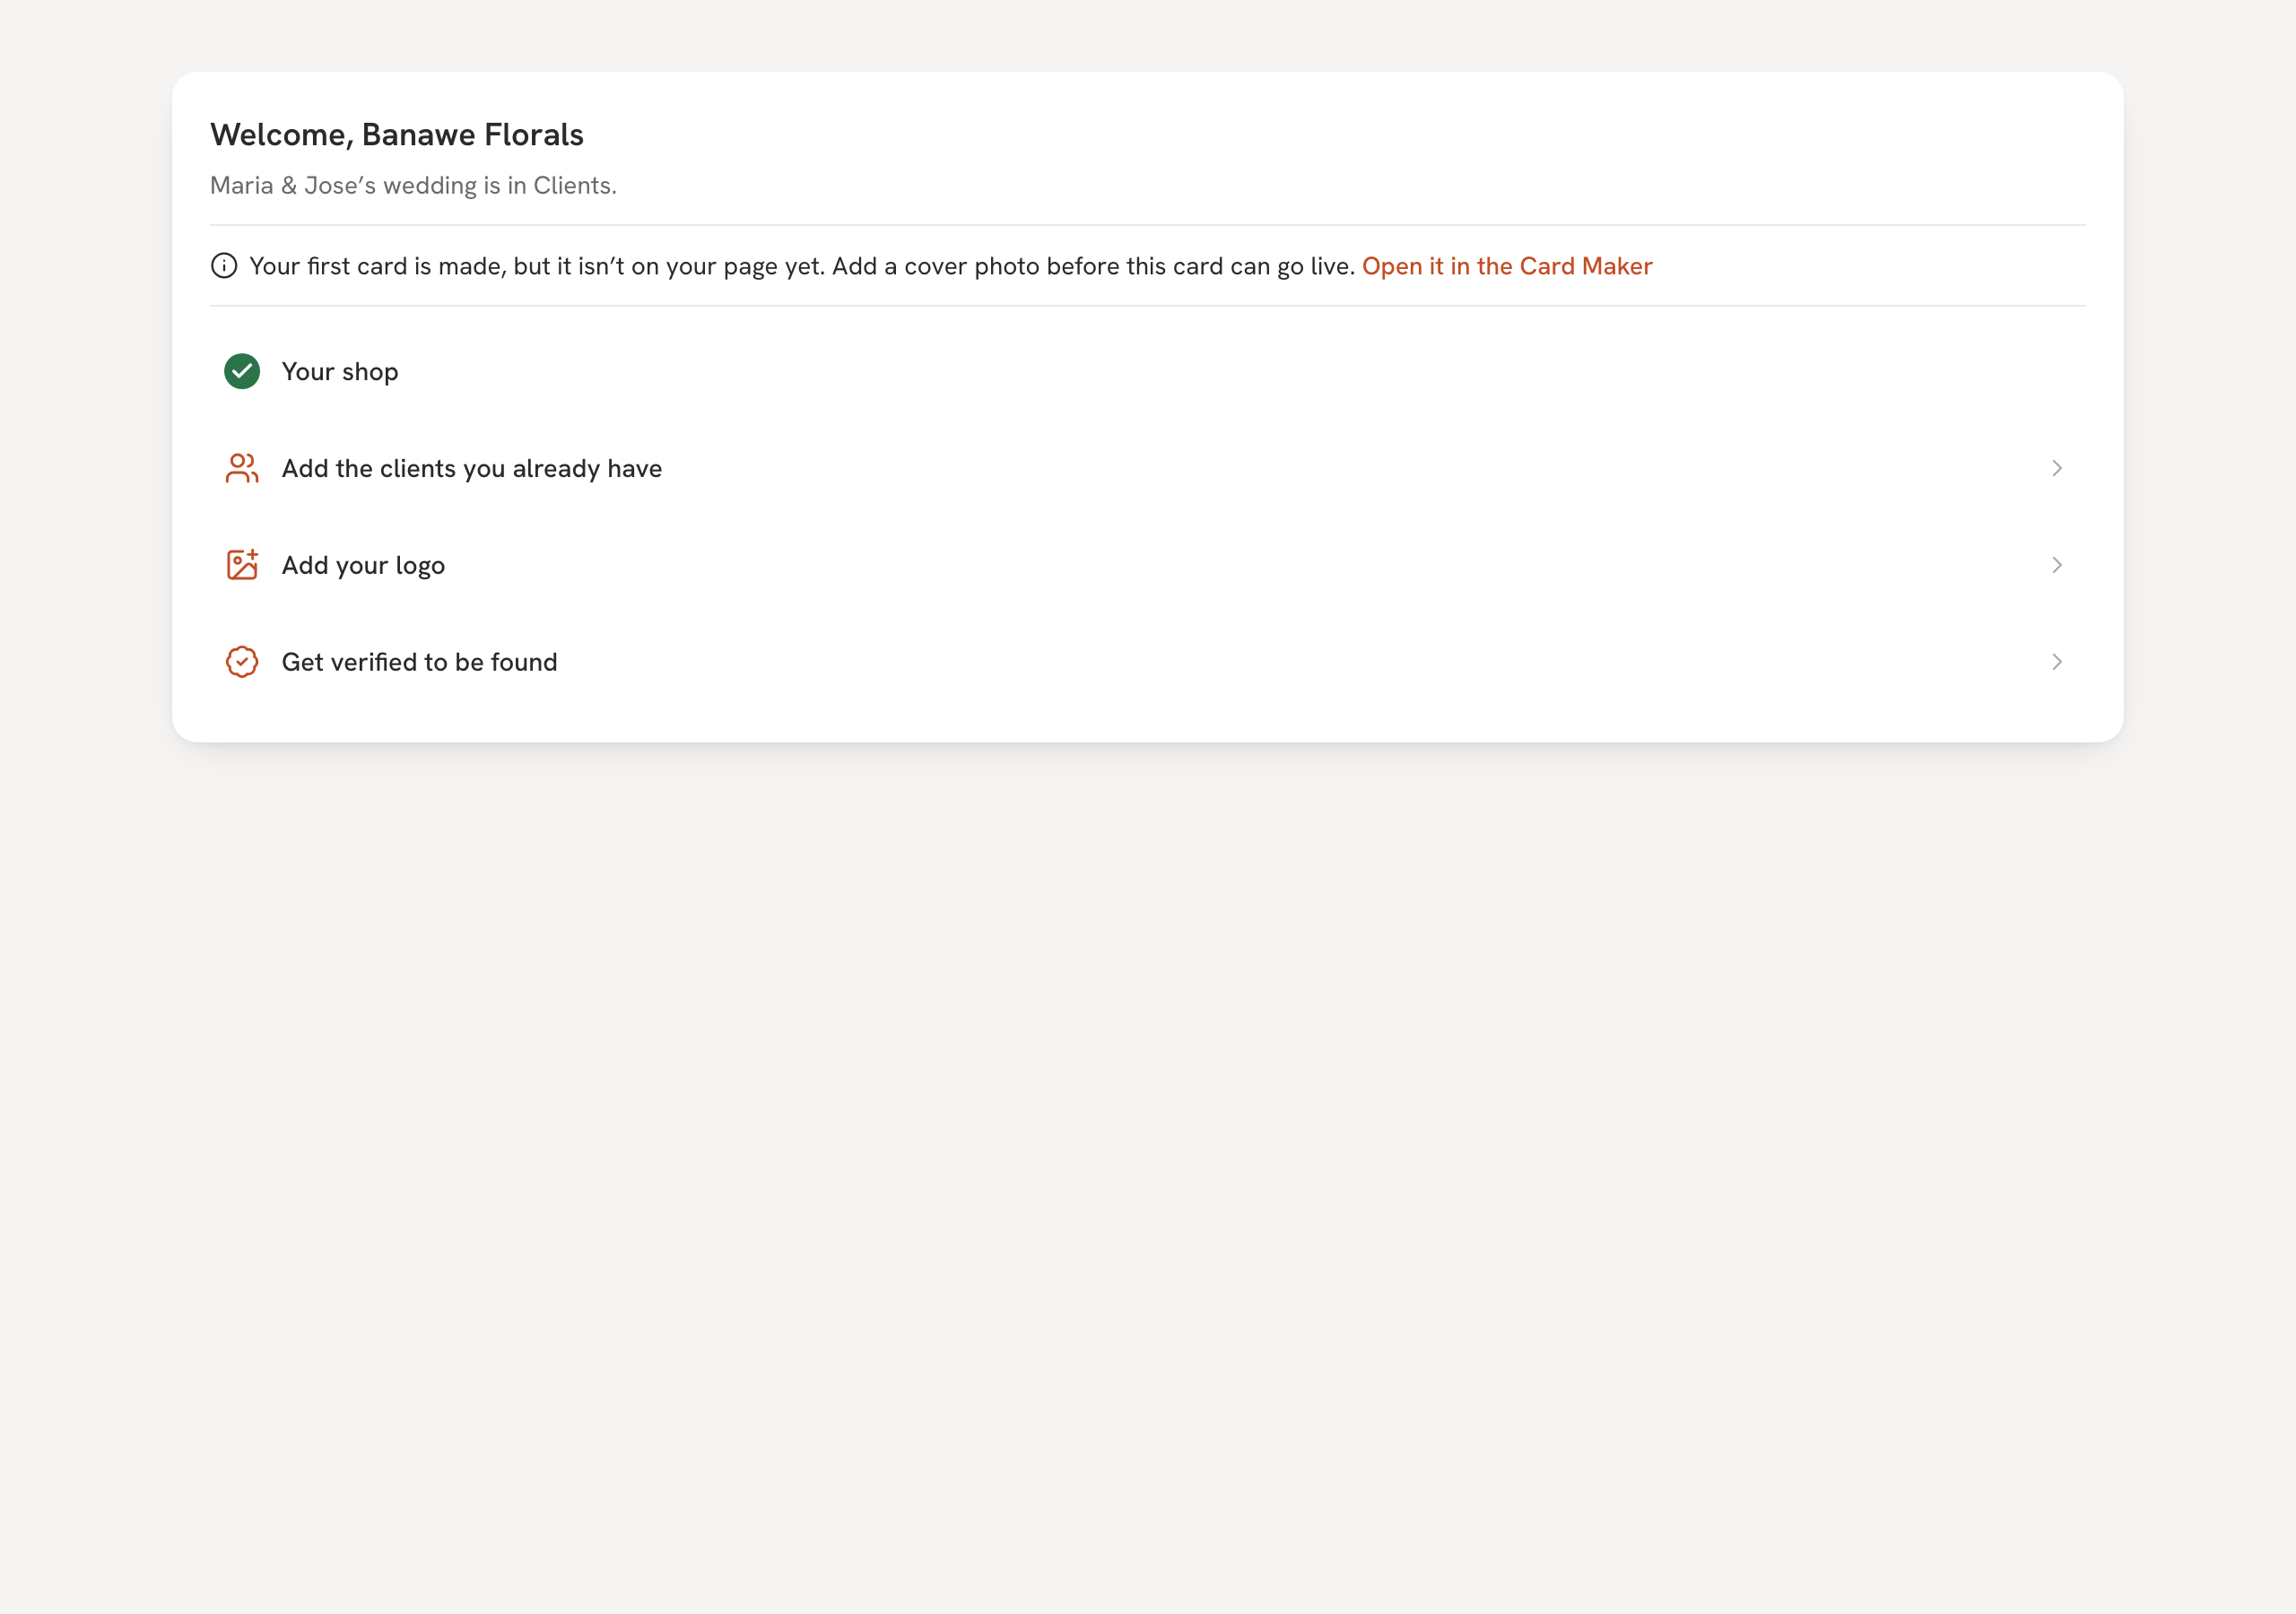 Welcome, Banawe Florals
Maria & Jose’s wedding is in Clients.
Your first card is made, but it isn’t on your page yet. Add a cover photo before this card can go live. Open it in the Card Maker
Your shop
Add the clients you already have
Add your logo
Get verified to be found